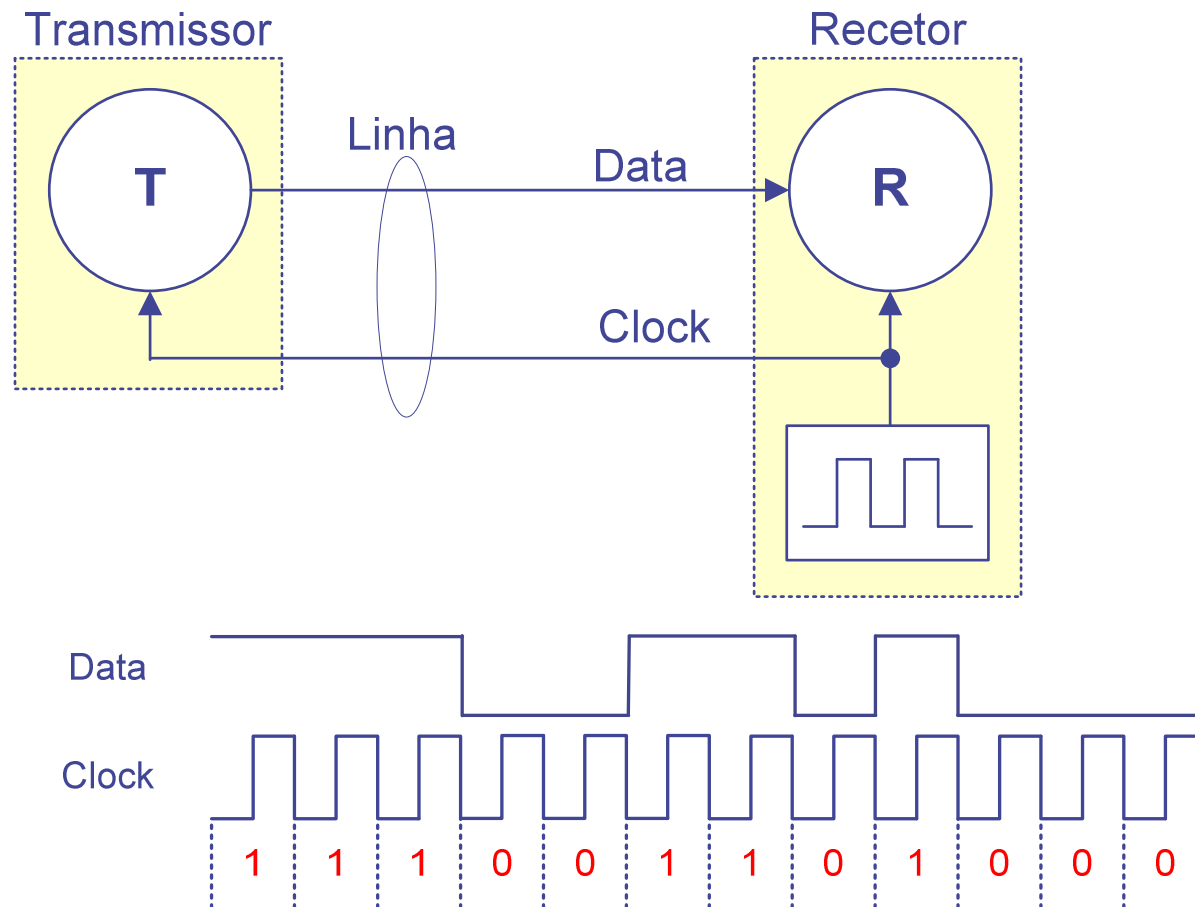 Transmissor
Recetor
Linha
Data
T
R
Clock
Data
Clock
1 1 1 0 0 1 1 0 1 0 0 0